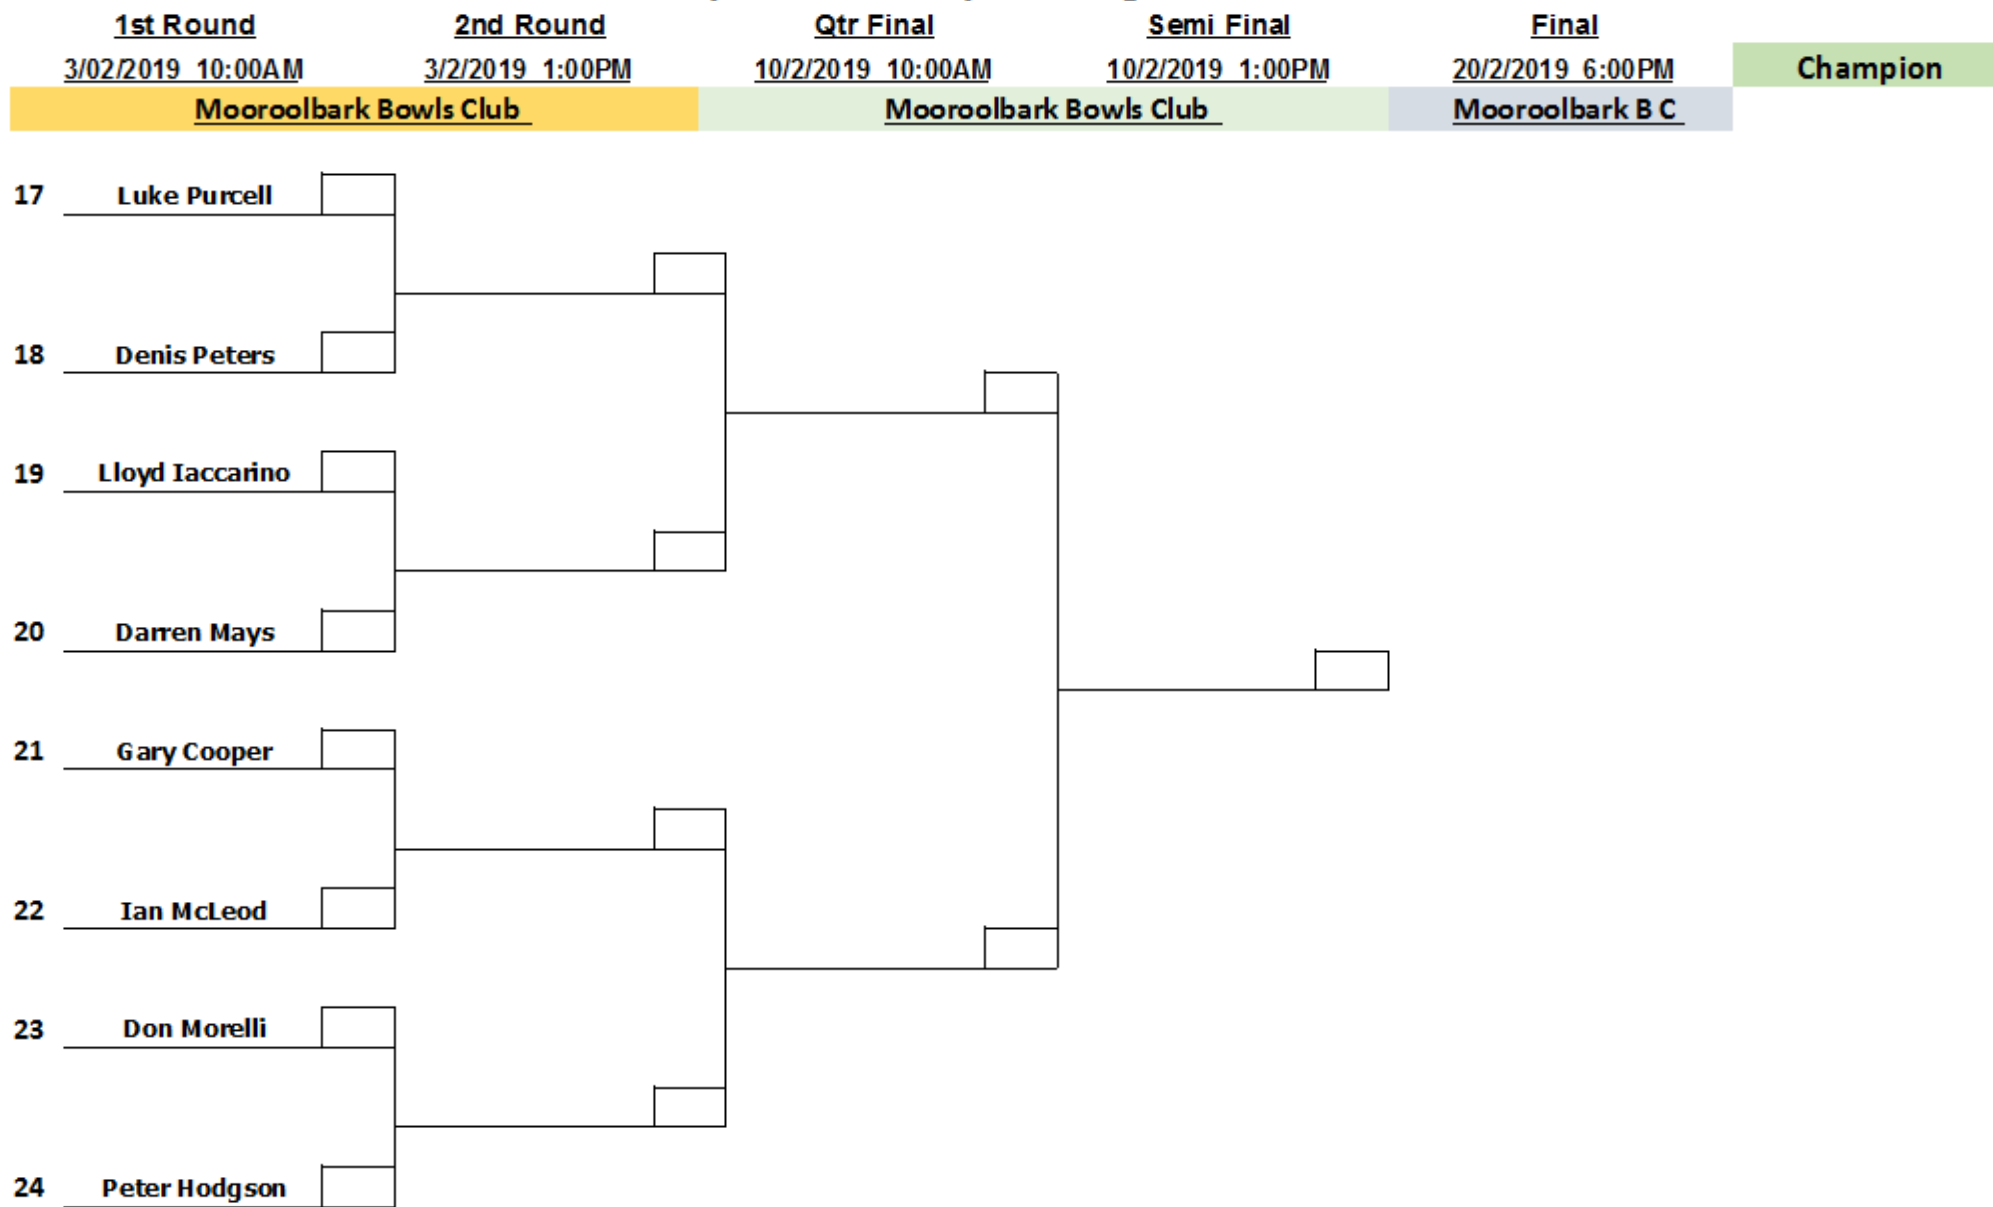 1st Round 2nd Round Qtr Final Semi Final Final
3/02/2019 10:00AM 3/2/2019 1:00PM 10/2/2019 10:00AM 10/2/2019 1:00PM 20/2/2019 6:00PM Champion
Mooroolbark Bowls Club Mooroolbark Bowls Club Mooroolbark B C
17 Luke Purcell
18 Denis Peters
19 Lloyd Iaccarino
20 Darren Mays
21 Gary Cooper
22 Ian McLeod
23 Don Morelli
24 Peter Hodgson